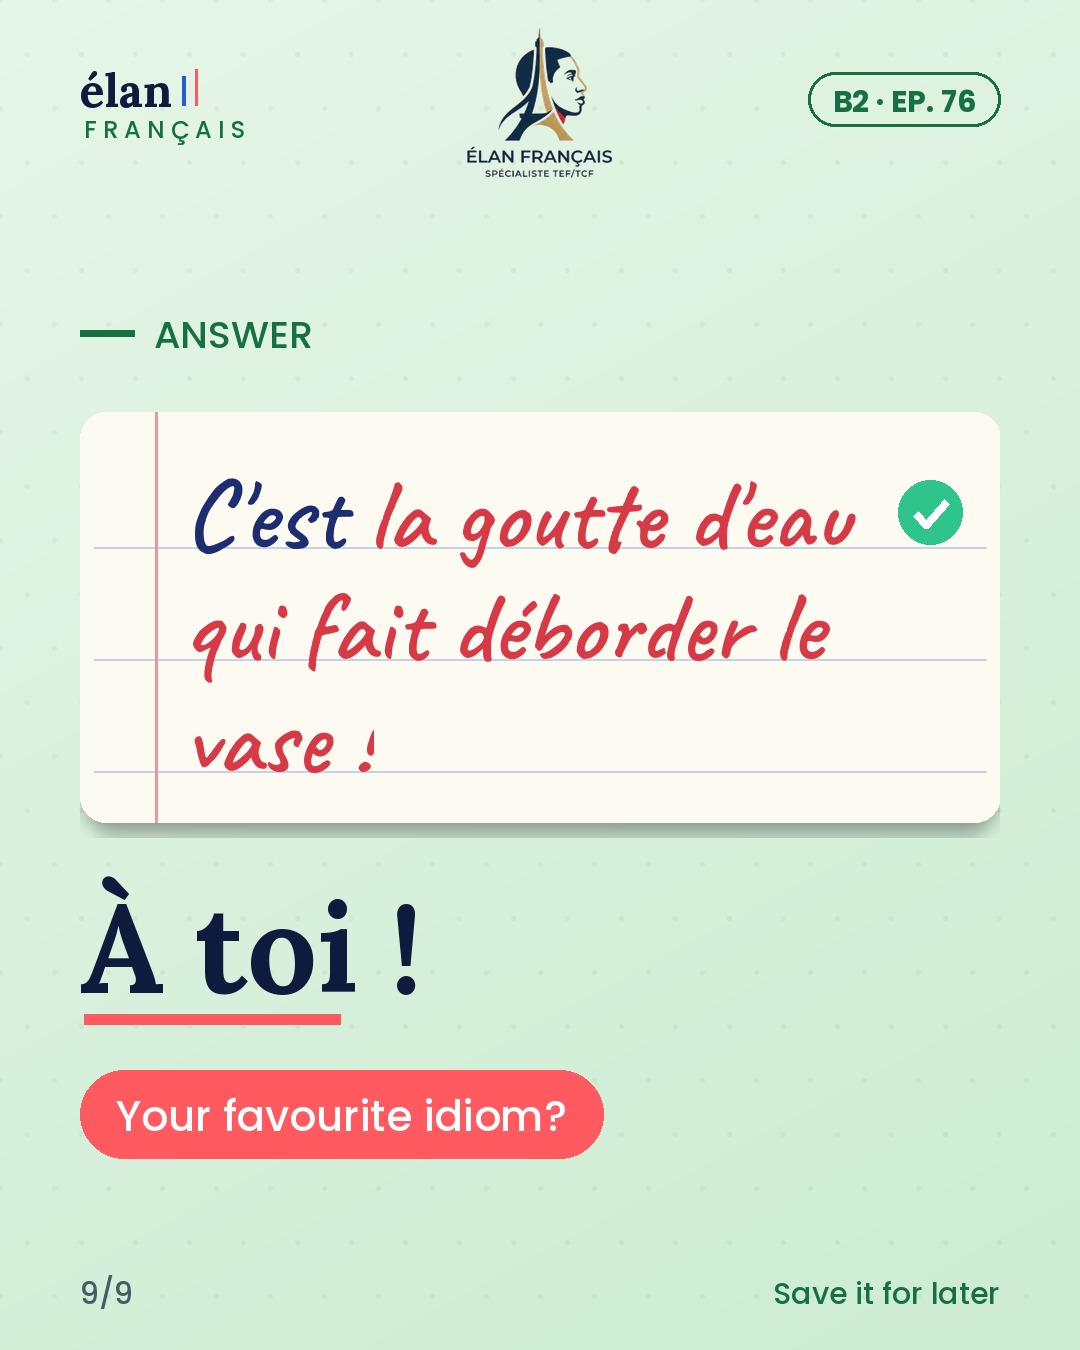 élan
FRANÇAIS
ÉLAN FRANÇAIS
SPÉCIALISTE TEF/TCF
B2 · EP. 76
ANSWER
C'est la goutte d'eau
qui fait déborder le
vase !
À toi !
Your favourite idiom?
9/9
Save it for later